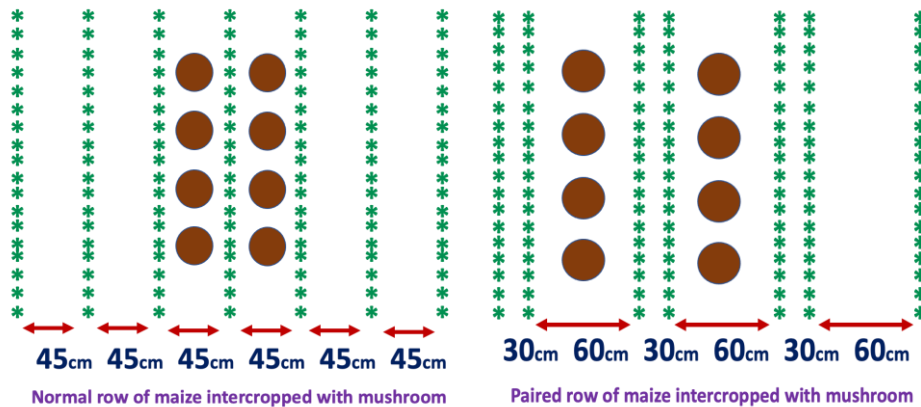 45cm 45cm 45cm 45cm 45cm 45cm
Normal row of maize intercropped with mushroom
30cm 60cm 30cm 60cm 30cm 60cm
Paired row of maize intercropped with mushroom